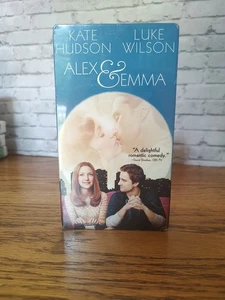 KATE LUKE
HUDSON WILSON
ALEX & EMMA
"A delightful
romantic comedy."